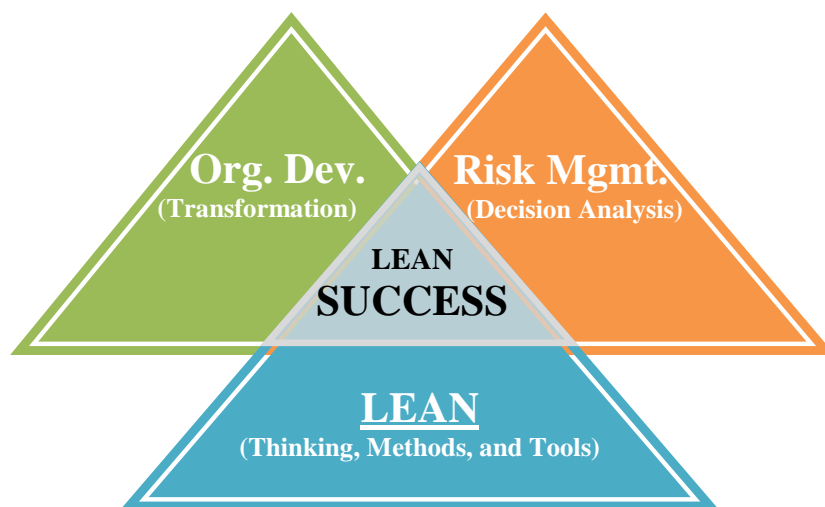 Org. Dev.
(Transformation)
Risk Mgmt.
(Decision Analysis)
LEAN
SUCCESS
LEAN
(Thinking, Methods, and Tools)